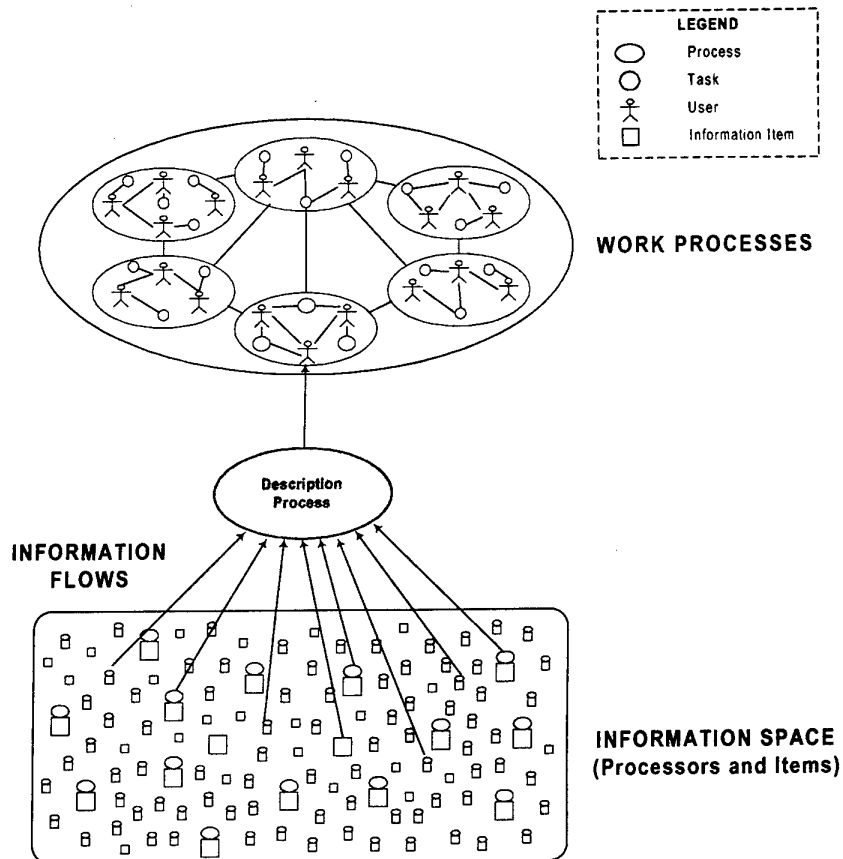 LEGEND
Process
Task
User
Information Item
WORK PROCESSES
Description
Process
INFORMATION
FLOWS
INFORMATION SPACE
(Processors and Items)